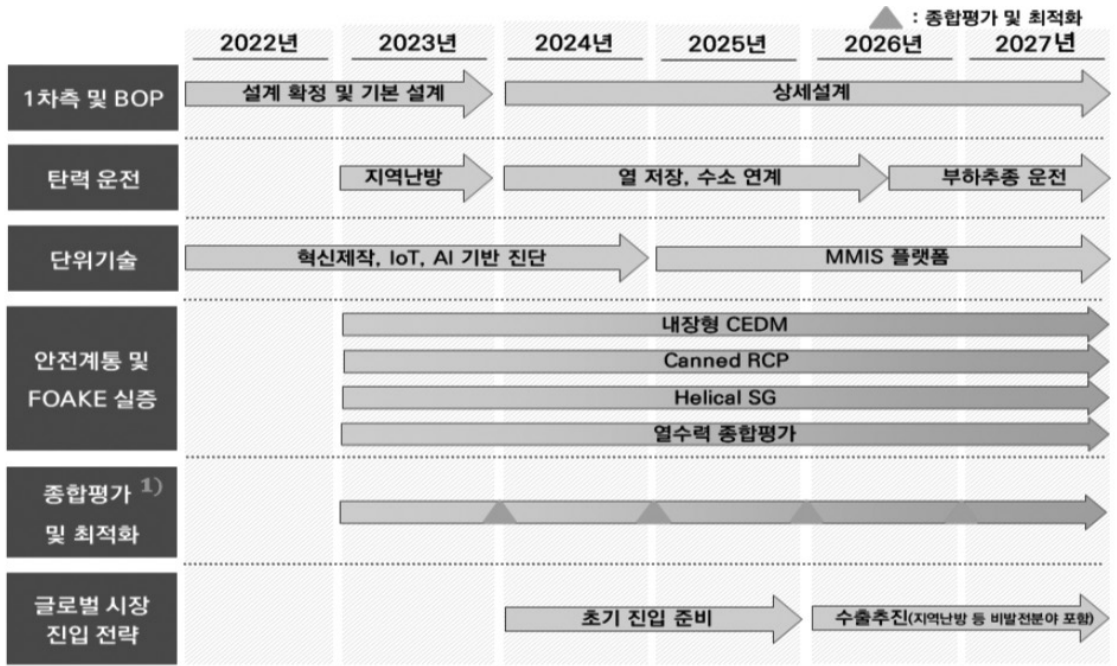 : 종합평가 및 최적화
2022년 2023년 2024년 2025년 2026년 2027년
1차측 및 BOP
설계 확정 및 기본 설계
상세설계
탄력 운전
지역난방
열 저장, 수소 연계
부하추종 운전
단위기술
혁신제작, IoT, AI 기반 진단
MMIS 플랫폼
안전계통 및
FOAKE 실증
내장형 CEDM
Canned RCP
Helical SG
열수력 종합평가
종합평가 1)
및 최적화
글로벌 시장
진입 전략
초기 진입 준비
수출추진(지역난방 등 비발전분야 포함)